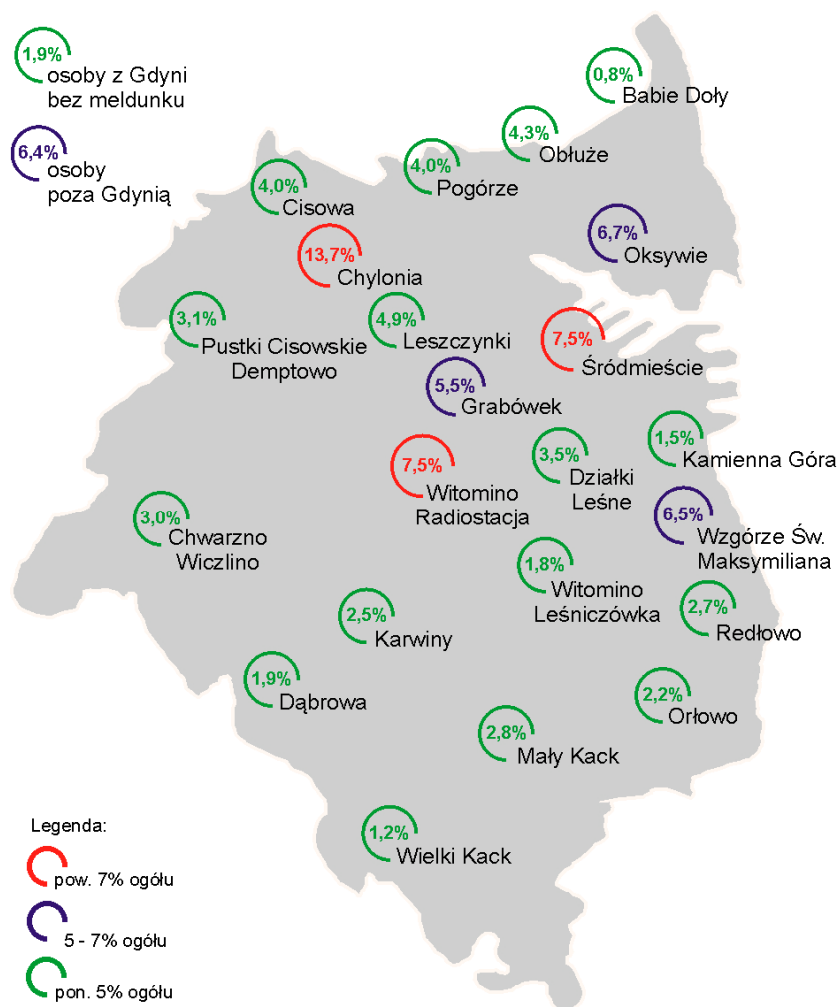 1,9%
osoby z Gdyni
bez meldunku
6,4%
osoby
poza Gdynią
0,8%
Babie Doły
4,3%
Obłuże
4,0%
Pogórze
4,0%
Cisowa
6,7%
Oksywie
13,7%
Chylonia
3,1%
Pustki Cisowskie
Demptowo
4,9%
Leszczynki
7,5%
Śródmieście
5,5%
Grabówek
1,5%
Kamienna Góra
3,5%
Działki
Leśne
7,5%
Witomino
Radiostacja
3,0%
Chwarzno
Wiczlino
6,5%
Wzgórze Św.
Maksymiliana
1,8%
Witomino
Leśniczówka
2,7%
Redłowo
2,5%
Karwiny
1,9%
Dąbrowa
2,2%
Orłowo
2,8%
Mały Kack
1,2%
Wielki Kack
Legenda:
pow. 7% ogółu
5 - 7% ogółu
pon. 5% ogółu